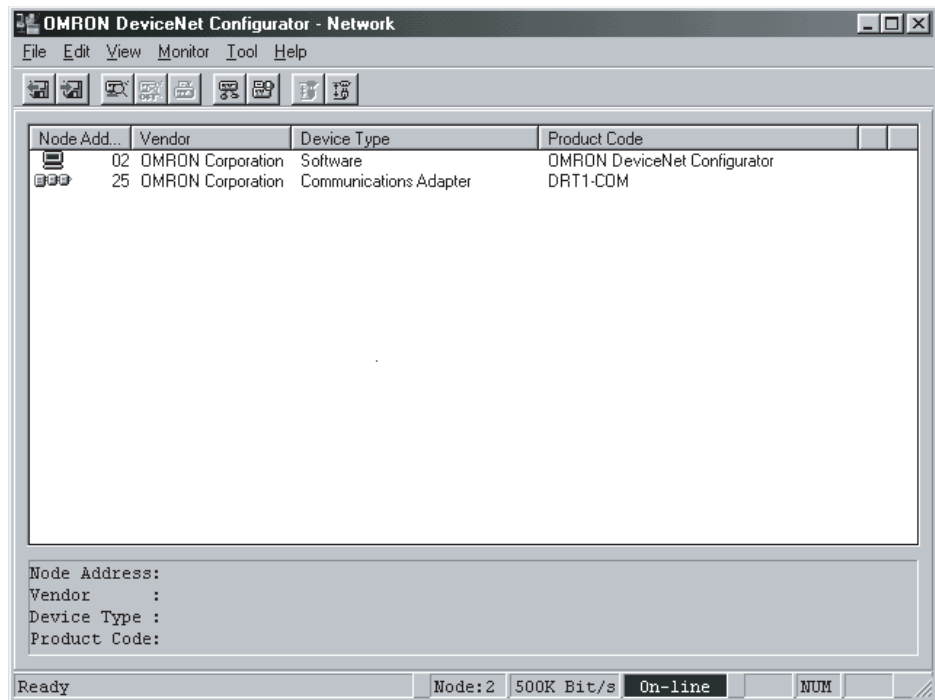 OMRON DeviceNet Configurator - Network
File Edit View Monitor Tool Help
OFF
Node Add... Vendor Device Type Product Code
02 OMRON Corporation Software OMRON DeviceNet Configurator
25 OMRON Corporation Communications Adapter DRT1-COM
Node Address:
Vendor :
Device Type :
Product Code:
Ready Node:2 500K Bit/s On-line NUM